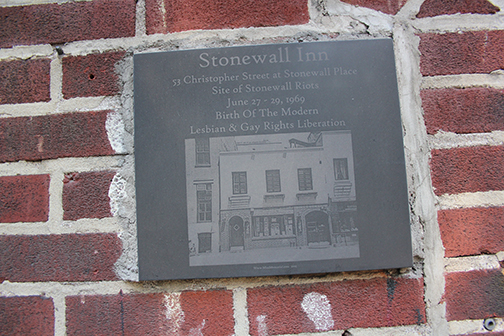 Stonewall Inn
53 Christopher Street at Stonewall Place
Site of Stonewall Riots
June 27 - 29, 1969
Birth Of The Modern
Lesbian & Gay Rights Liberation